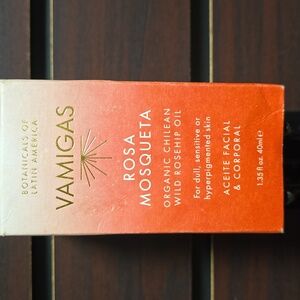 BOTANICALS OF
LATIN AMERICA
VAMIGAS
ROSA
MOSQUETA
ORGANIC CHILEAN
WILD ROSEHIP OIL
For dull, sensitive or
hyperpigmented skin
ACEITE FACIAL
& CORPORAL
1.35 fl oz. 40ml ℮